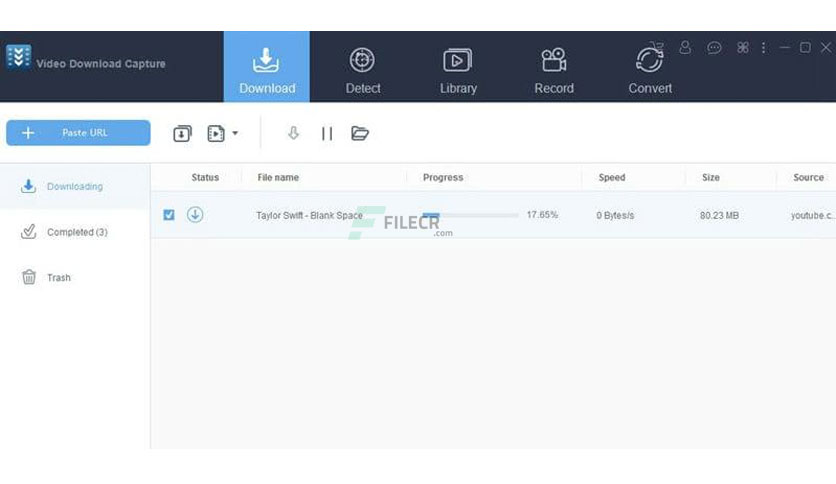 Video Download Capture
Download
Detect
Library
Record
Convert
Paste URL
Status
File name
Progress
Speed
Size
Source
Downloading
Taylor Swift - Blank Space
17.65%
0 Bytes/s
80.23 MB
youtube.c...
FILECR
.com
Completed (3)
Trash